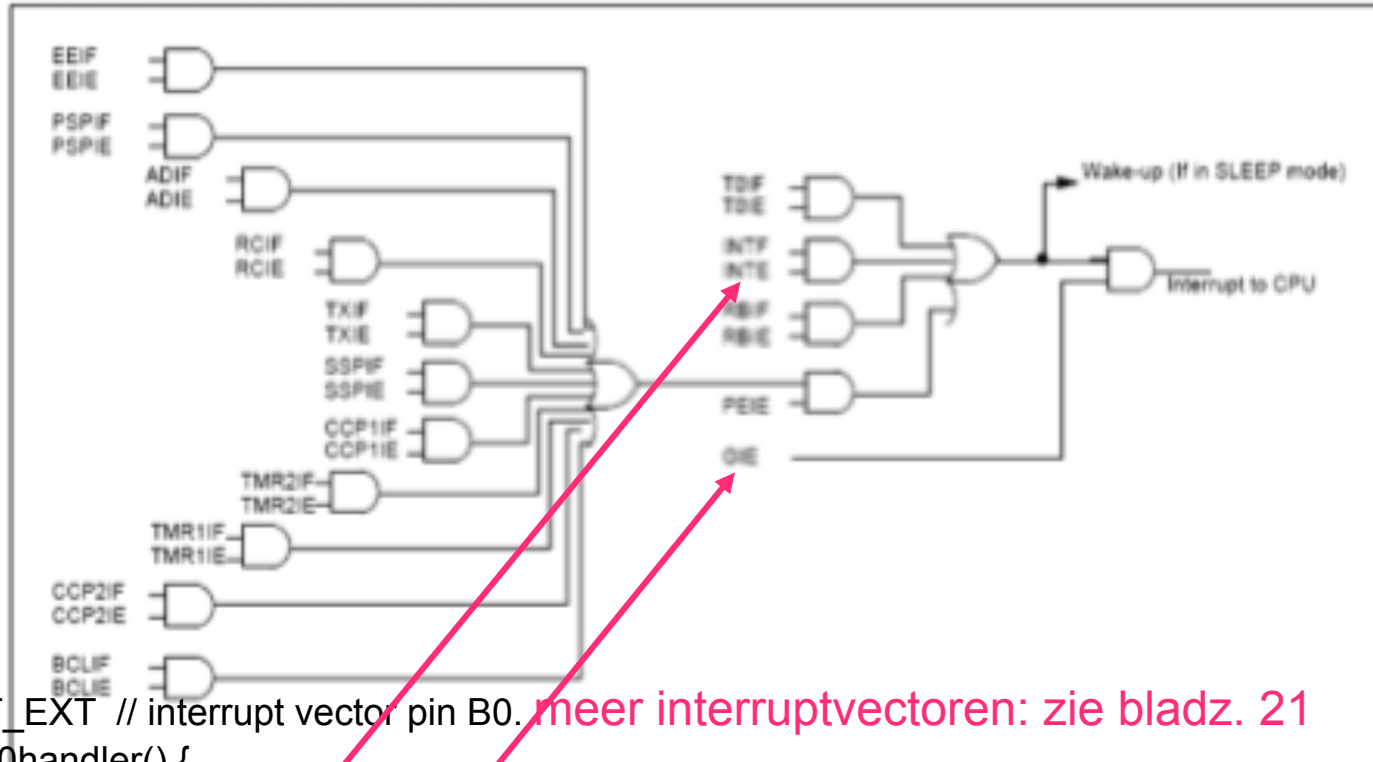 EEIF
EEIE
PSPIF
PSPIE
ADIF
ADIE
RCIF
RCIE
TXIF
TXIE
SSPIF
SSPIE
CCP1IF
CCP1IE
TMR2IF
TMR2IE
TMR1IF
TMR1IE
CCP2IF
CCP2IE
BCLIF
BCLIE
T0IF
T0IE
INTF
INTE
RBIF
RBIE
PEIE
GIE
Wake-up (If in SLEEP mode)
Interrupt to CPU
T_EXT // interrupt vector pin B0. meer interruptvectoren: zie bladz. 21
0handler() {